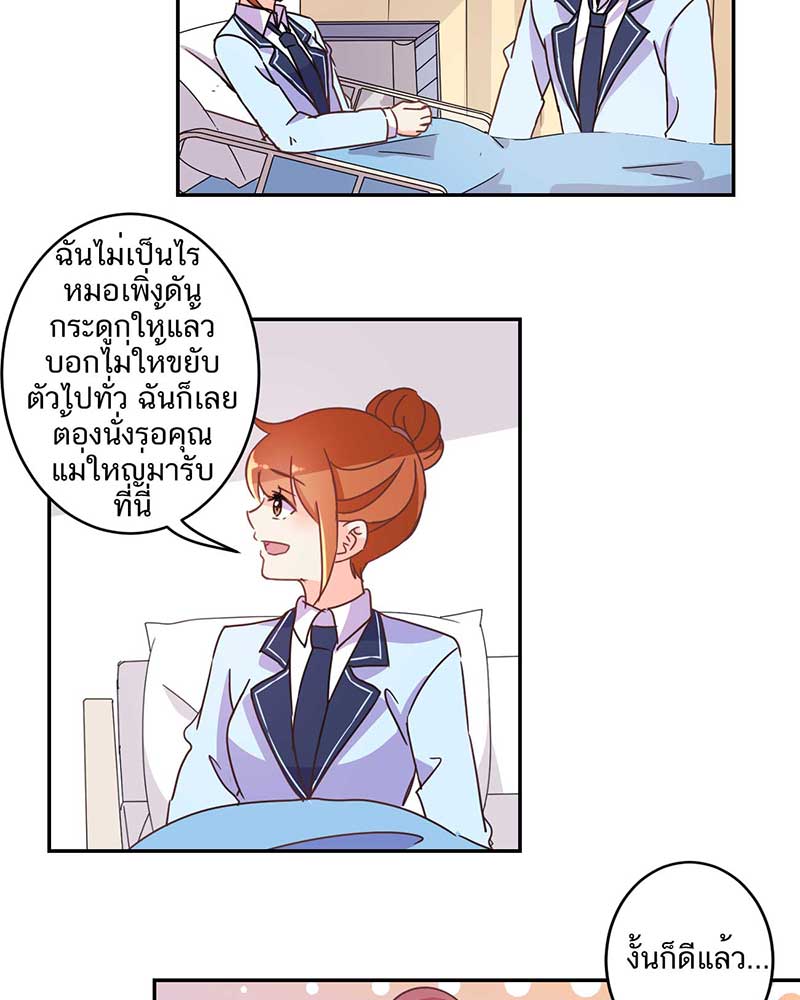 ฉันไม่เป็นไร
หมอเพิ่งดัน
กระดูกให้แล้ว
บอกไม่ให้ขยับ
ตัวไปทั่ว ฉันก็เลย
ต้องนั่งรอคุณ
แม่ใหญ่มารับ
ที่นี่
งั้นก็ดีแล้ว...